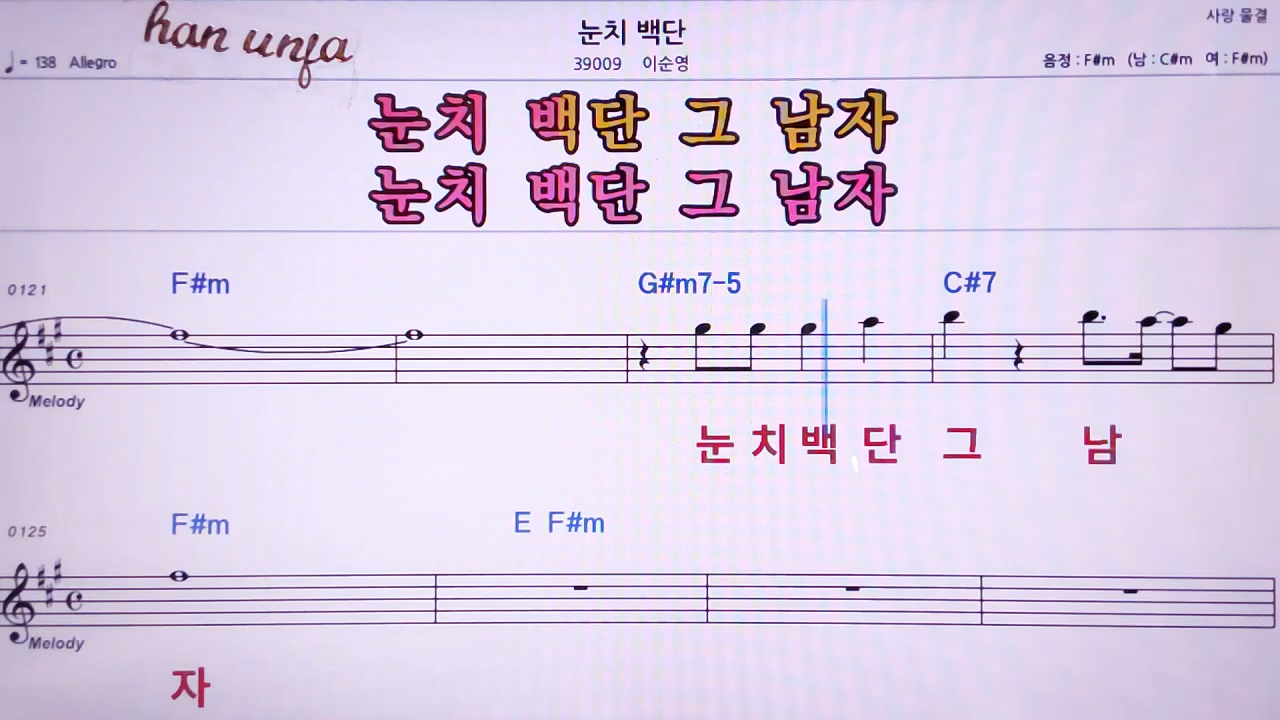 han unja
눈치 백단
사랑 물결
♩= 138 Allegro
39009 이순영
음정 : F#m (남 : C#m 여 : F#m)
눈치 백단 그 남자
눈치 백단 그 남자
0121
F#m G#m7-5 C#7
Melody
눈 치 백 단 그 남
0125
F#m E F#m
Melody
자